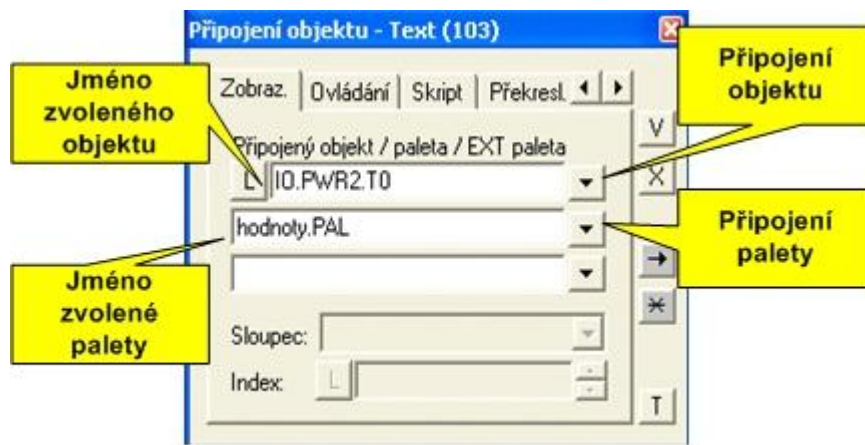 Připojení objektu - Text (103)
Připojení
objektu
Jméno
zvoleného
objektu
Zobraz. Ovládání Skript Překresl.
V
Připojený objekt / paleta / EXT paleta
L IO.PWR2.T0
X
hodnoty.PAL
Připojení
palety
Jméno
zvolené
palety
Sloupec:
Index: L
T